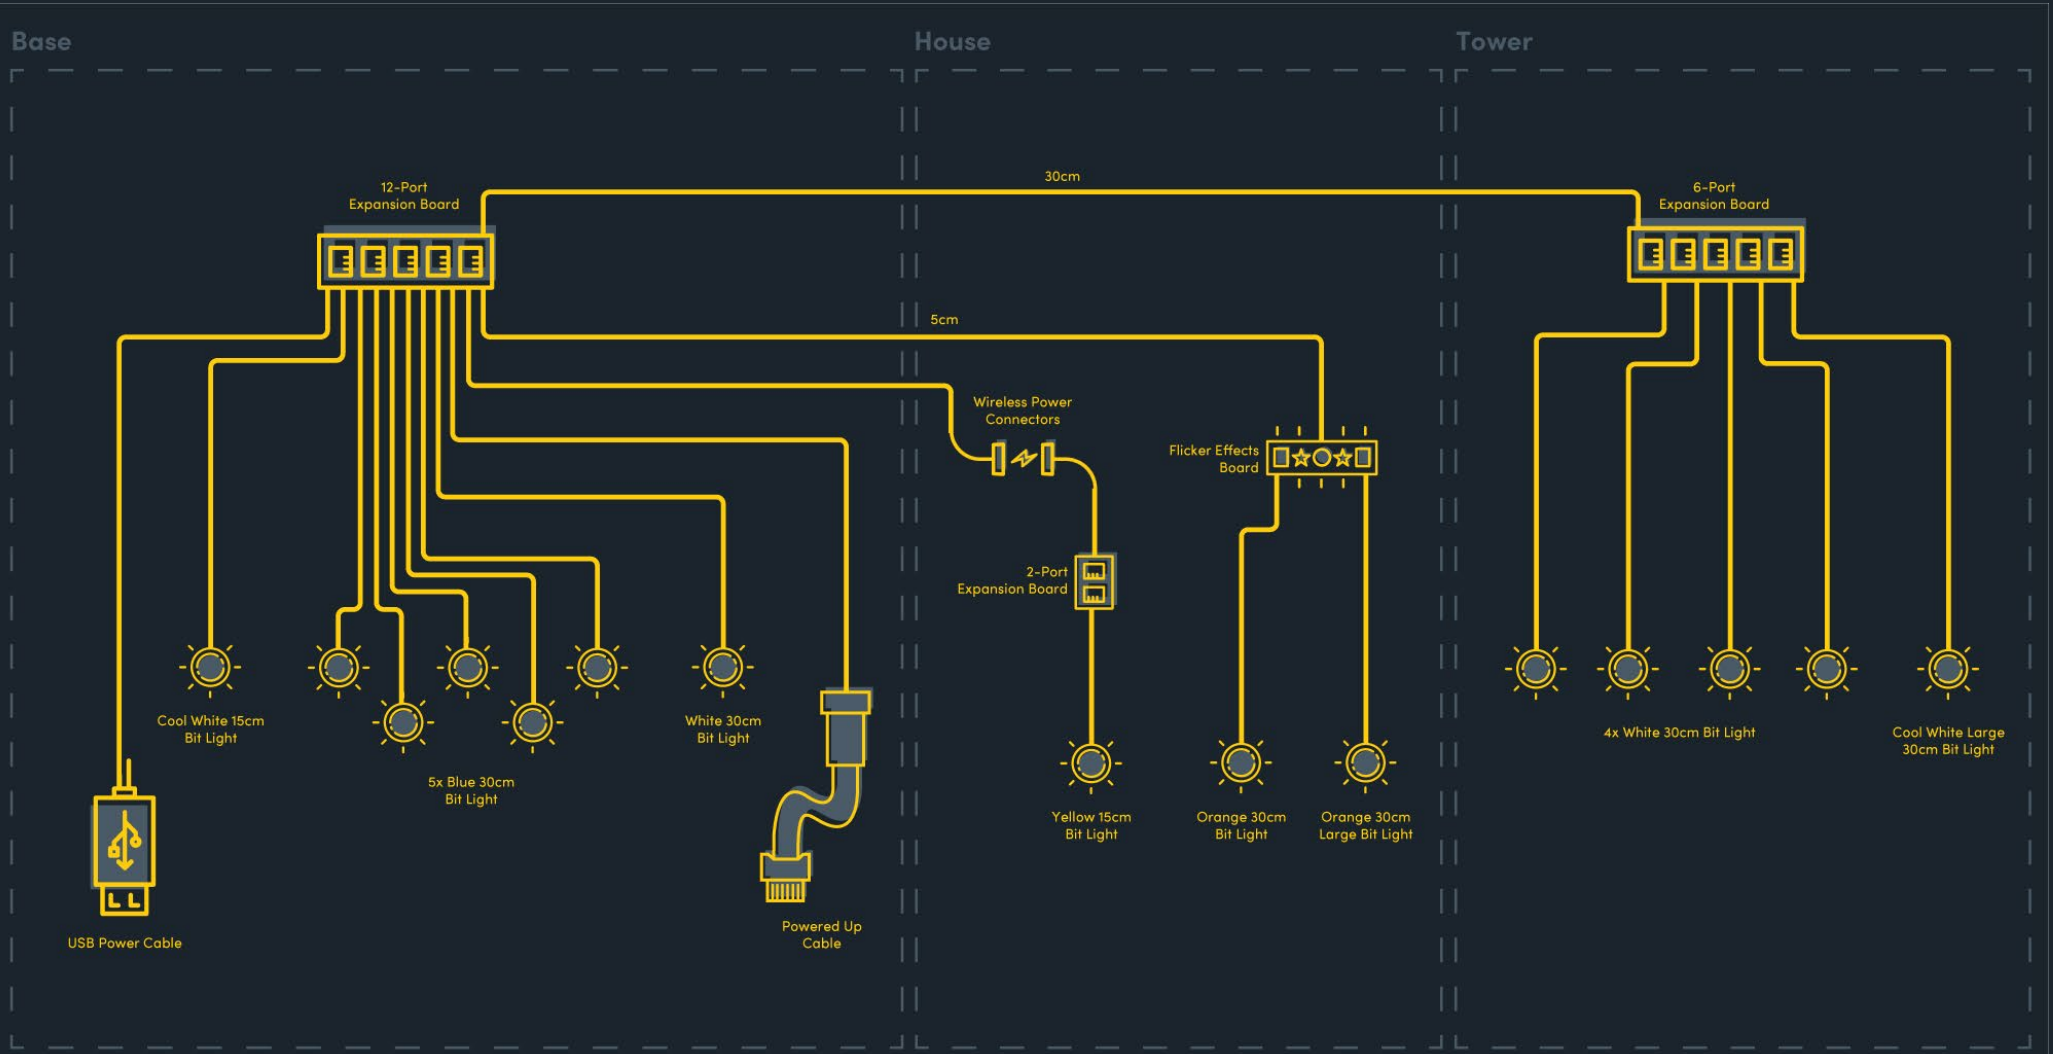 Base
House
Tower
30cm
12-Port
Expansion Board
6-Port
Expansion Board
5cm
Wireless Power
Connectors
Flicker Effects
Board
2-Port
Expansion Board
Cool White 15cm
Bit Light
White 30cm
Bit Light
4x White 30cm Bit Light
Cool White Large
30cm Bit Light
5x Blue 30cm
Bit Light
Yellow 15cm
Bit Light
Orange 30cm
Bit Light
Orange 30cm
Large Bit Light
Powered Up
Cable
USB Power Cable